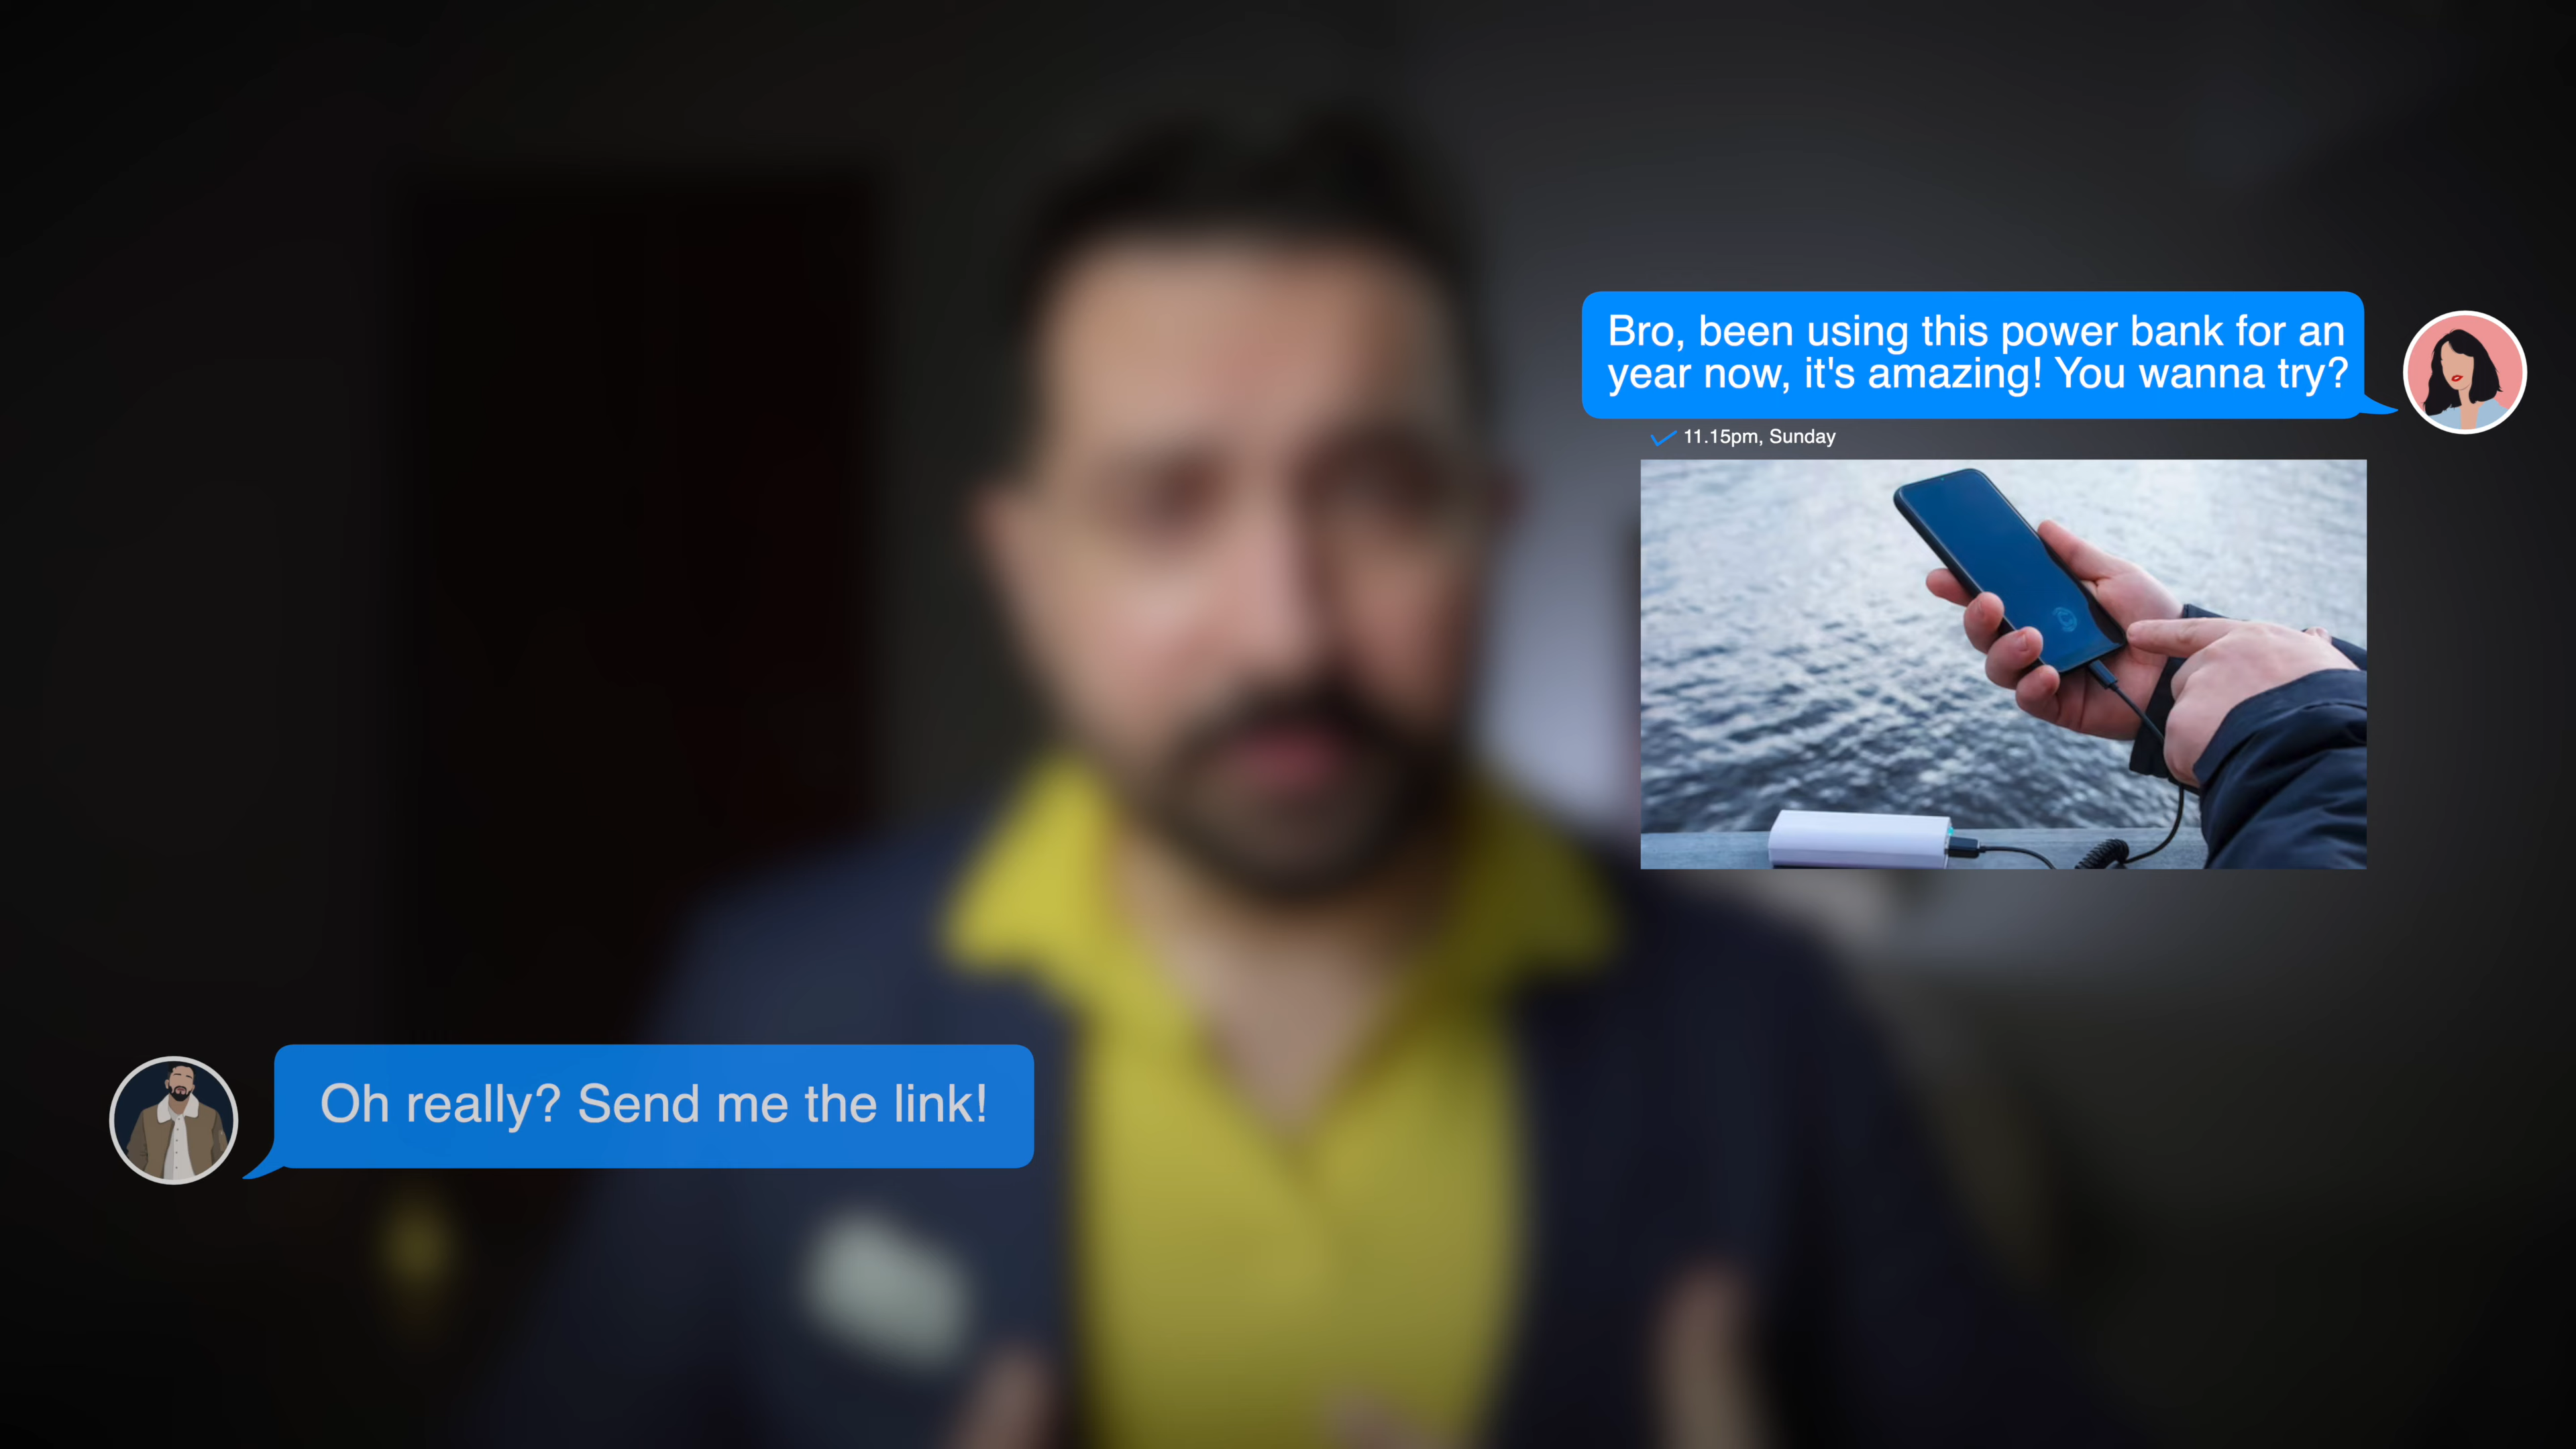 Bro, been using this power bank for an
year now, it's amazing! You wanna try?
11.15pm, Sunday
Oh really? Send me the link!